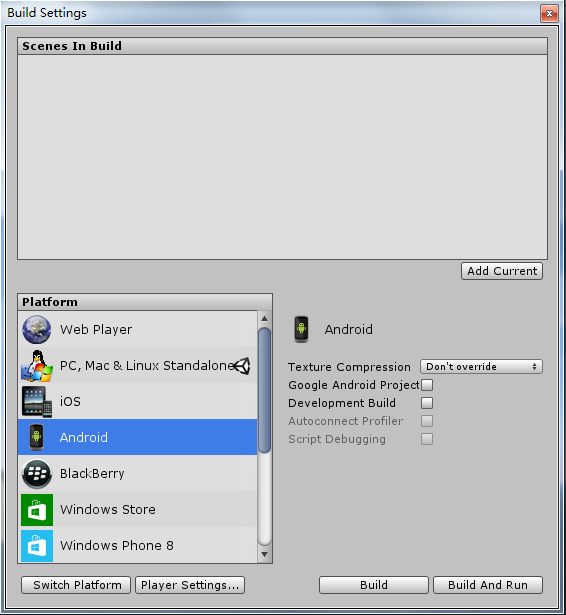 Build Settings
Scenes In Build
Add Current
Platform
Web Player
PC, Mac & Linux Standalone
iOS
Android
BlackBerry
Windows Store
Windows Phone 8
Android
Texture Compression Don't override
Google Android Project
Development Build
Autoconnect Profiler
Script Debugging
Switch Platform Player Settings... Build Build And Run